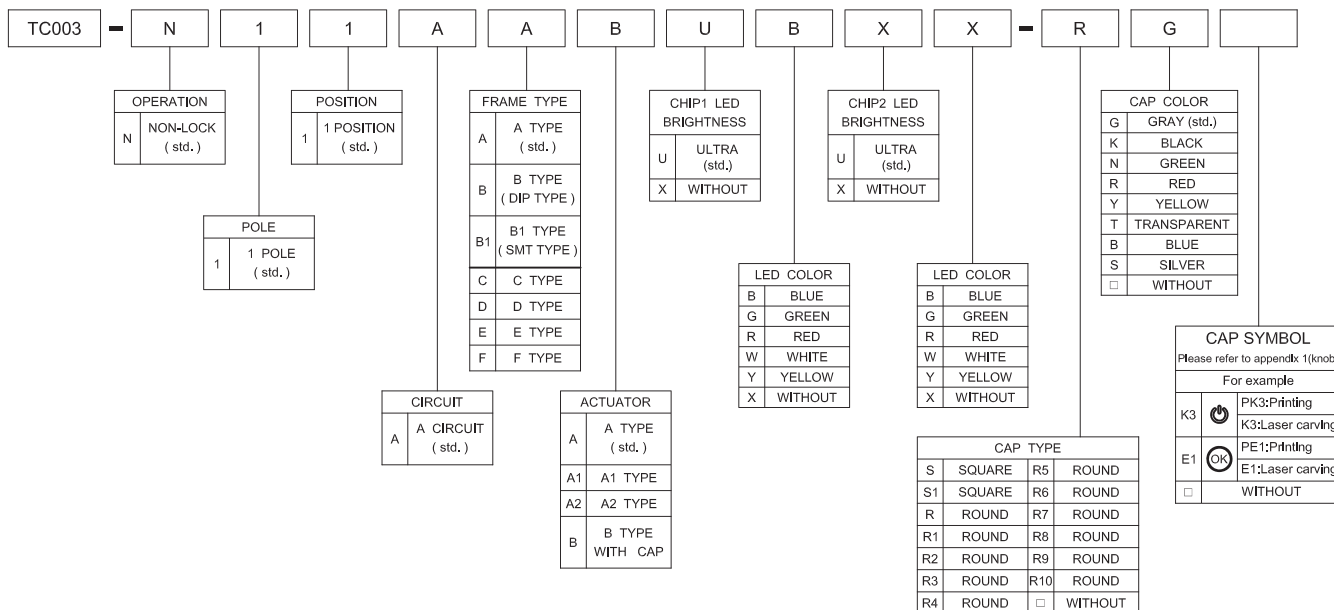 TC003 - N 1 1 A A B U B X X - R G
OPERATION
N NON-LOCK
( std. )
POSITION
1 1 POSITION
( std. )
FRAME TYPE
A A TYPE
( std. )
B B TYPE
( DIP TYPE )
B1 B1 TYPE
( SMT TYPE )
C C TYPE
D D TYPE
E E TYPE
F F TYPE
CHIP1 LED
BRIGHTNESS
U ULTRA
(std.)
X WITHOUT
CHIP2 LED
BRIGHTNESS
U ULTRA
(std.)
X WITHOUT
CAP COLOR
G GRAY (std.)
K BLACK
N GREEN
R RED
Y YELLOW
T TRANSPARENT
B BLUE
S SILVER
□ WITHOUT
POLE
1 1 POLE
( std. )
LED COLOR
B BLUE
G GREEN
R RED
W WHITE
Y YELLOW
X WITHOUT
LED COLOR
B BLUE
G GREEN
R RED
W WHITE
Y YELLOW
X WITHOUT
CAP SYMBOL
Please refer to appendix 1(knob
For example
K3 PK3:Printing
K3:Laser carving
E1 OK PE1:Printing
E1:Laser carving
□ WITHOUT
CIRCUIT
A A CIRCUIT
( std. )
ACTUATOR
A A TYPE
( std. )
A1 A1 TYPE
A2 A2 TYPE
B B TYPE
WITH CAP
CAP TYPE
S SQUARE R5 ROUND
S1 SQUARE R6 ROUND
R ROUND R7 ROUND
R1 ROUND R8 ROUND
R2 ROUND R9 ROUND
R3 ROUND R10 ROUND
R4 ROUND □ WITHOUT